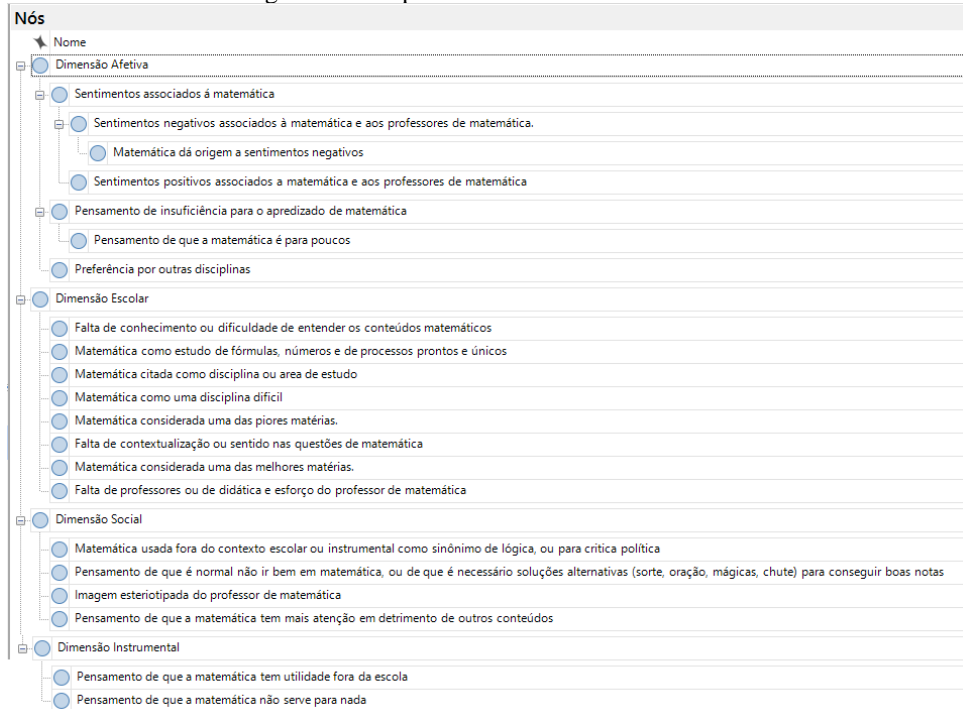 Nós
Nome
Dimensão Afetiva
Sentimentos associados á matemática
Sentimentos negativos associados à matemática e aos professores de matemática.
Matemática dá origem a sentimentos negativos
Sentimentos positivos associados a matemática e aos professores de matemática
Pensamento de insuficiência para o apredizado de matemática
Pensamento de que a matemática é para poucos
Preferência por outras disciplinas
Dimensão Escolar
Falta de conhecimento ou dificuldade de entender os conteúdos matemáticos
Matemática como estudo de fórmulas, números e de processos prontos e únicos
Matemática citada como disciplina ou area de estudo
Matemática como uma disciplina dificil
Matemática considerada uma das piores matérias.
Falta de contextualização ou sentido nas questões de matemática
Matemática considerada uma das melhores matérias.
Falta de professores ou de didática e esforço do professor de matemática
Dimensão Social
Matemática usada fora do contexto escolar ou instrumental como sinônimo de lógica, ou para critica política
Pensamento de que é normal não ir bem em matemática, ou de que é necessário soluções alternativas (sorte, oração, mágicas, chute) para conseguir boas notas
Imagem esteriotipada do professor de matemática
Pensamento de que a matemática tem mais atenção em detrimento de outros conteúdos
Dimensão Instrumental
Pensamento de que a matemática tem utilidade fora da escola
Pensamento de que a matemática não serve para nada